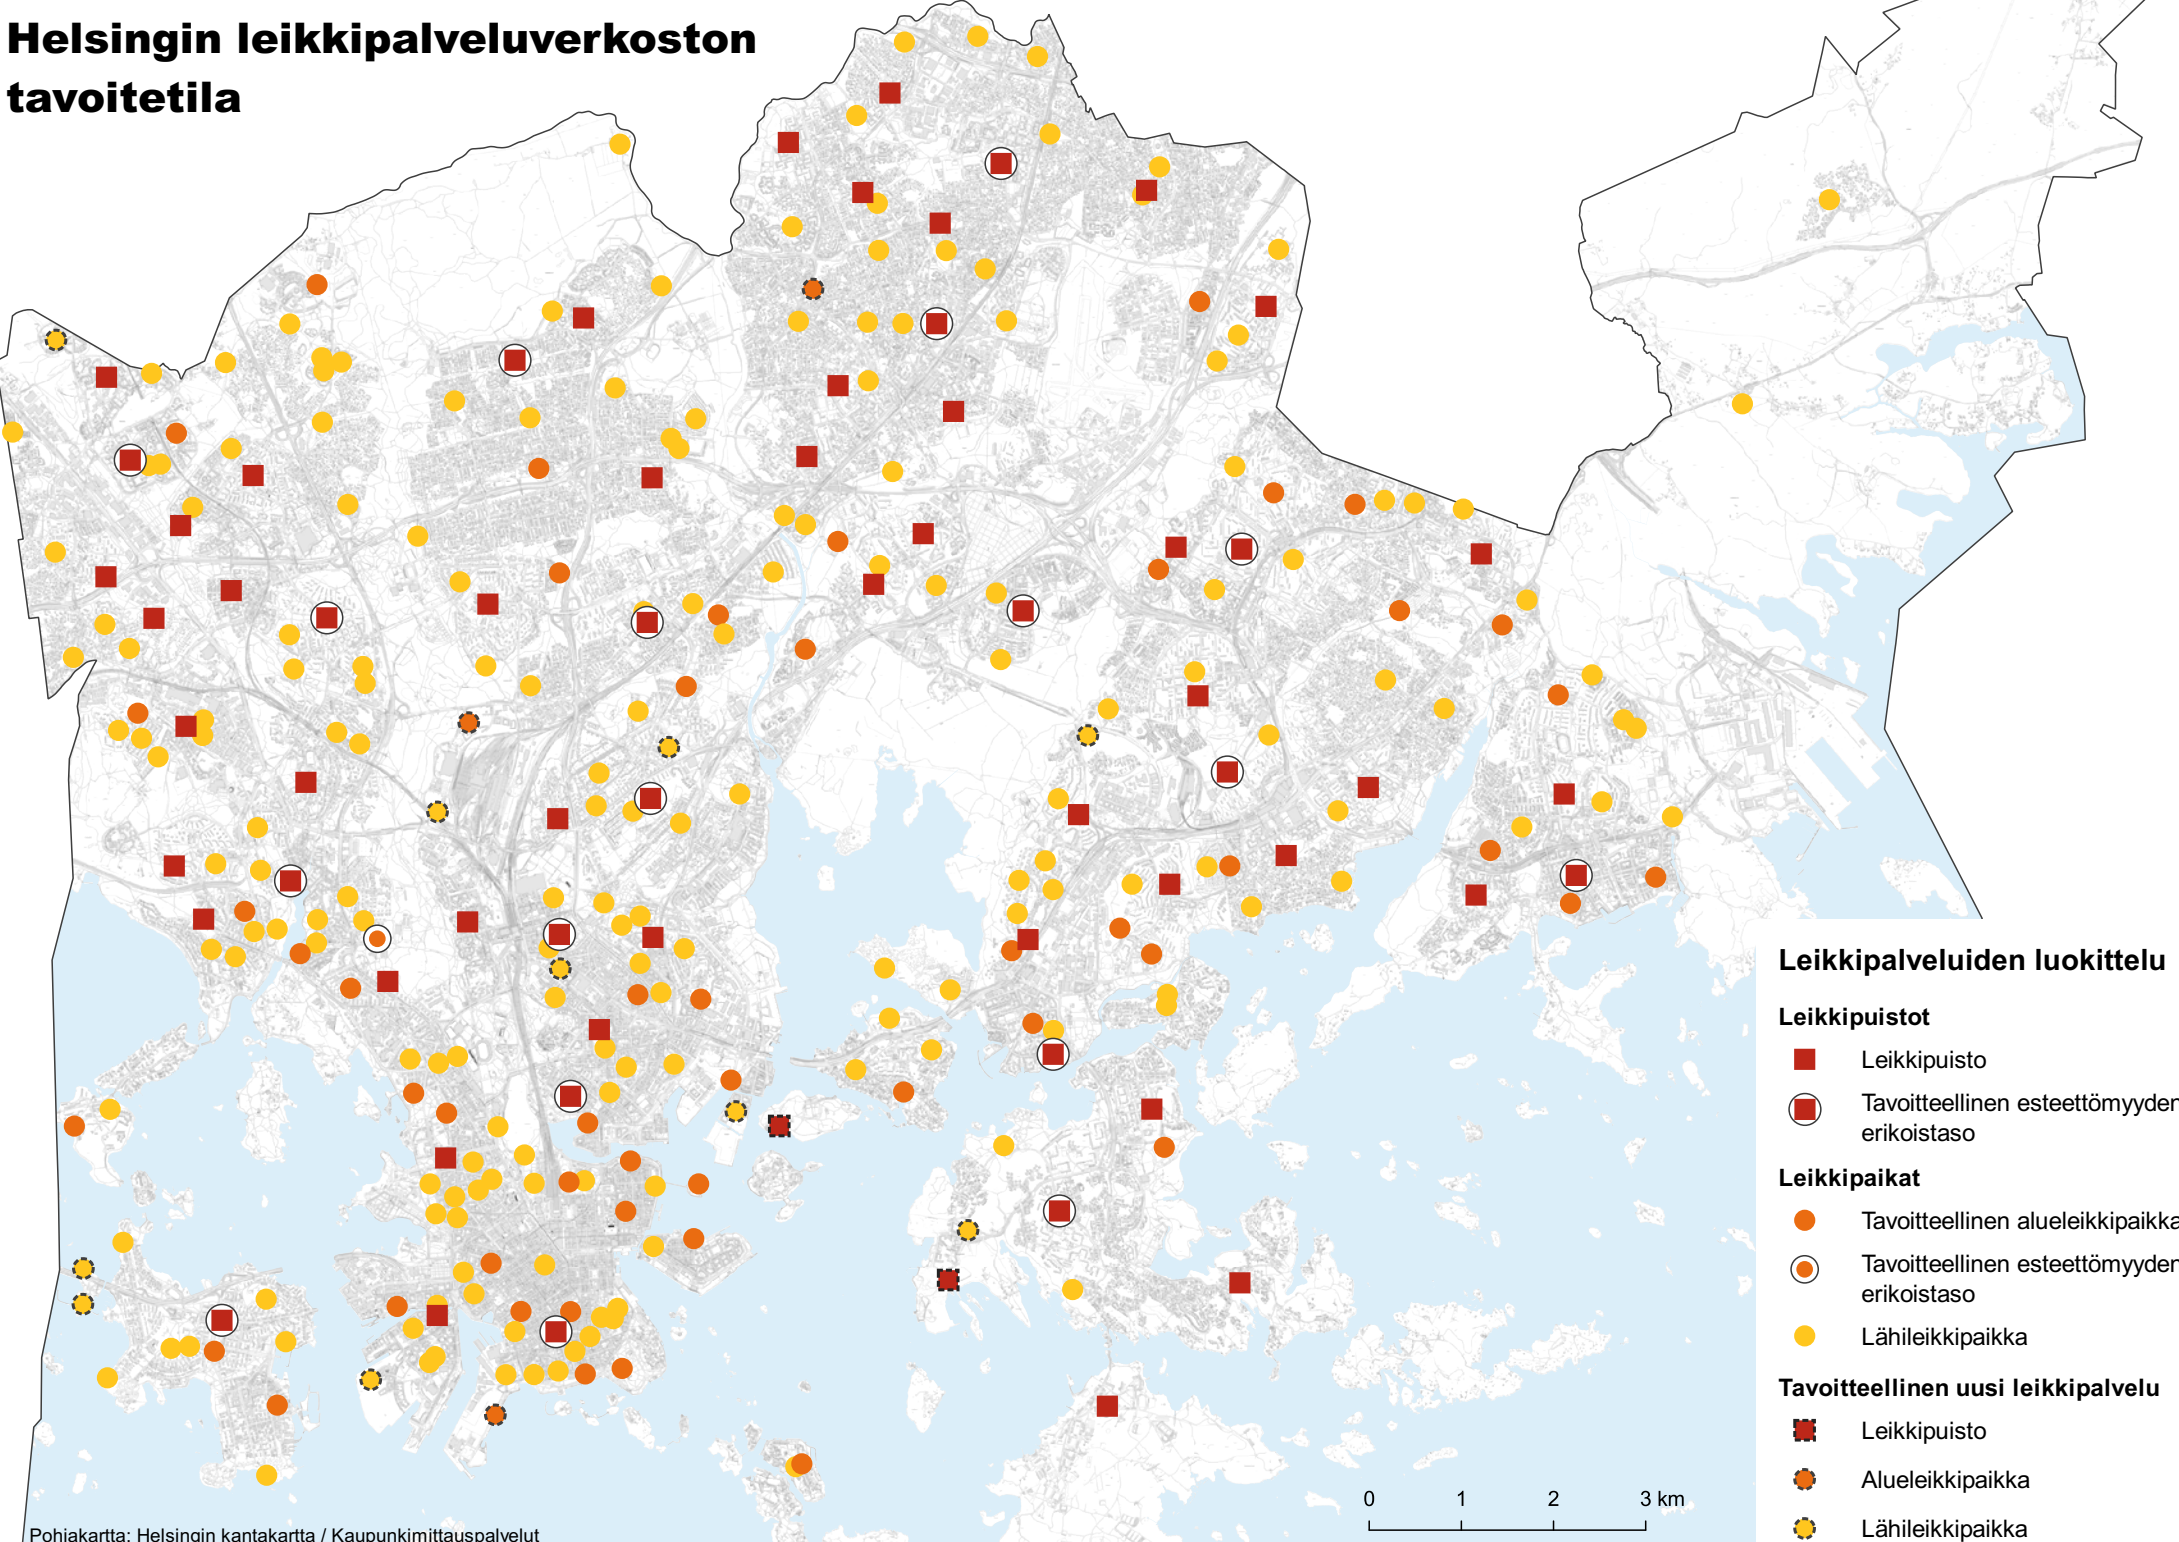 Helsingin leikkipalveluverkoston
tavoitetila
Leikkipalveluiden luokittelu
Leikkipuistot
Leikkipuisto
Tavoitteellinen esteettömyyden
erikoistaso
Leikkipaikat
Tavoitteellinen alueleikkipaikka
Tavoitteellinen esteettömyyden
erikoistaso
Lähileikkipaikka
Tavoitteellinen uusi leikkipalvelu
Leikkipuisto
Alueleikkipaikka
Lähileikkipaikka
0 1 2 3 km
Pohjakartta: Helsingin kantakartta / Kaupunkimittauspalvelut